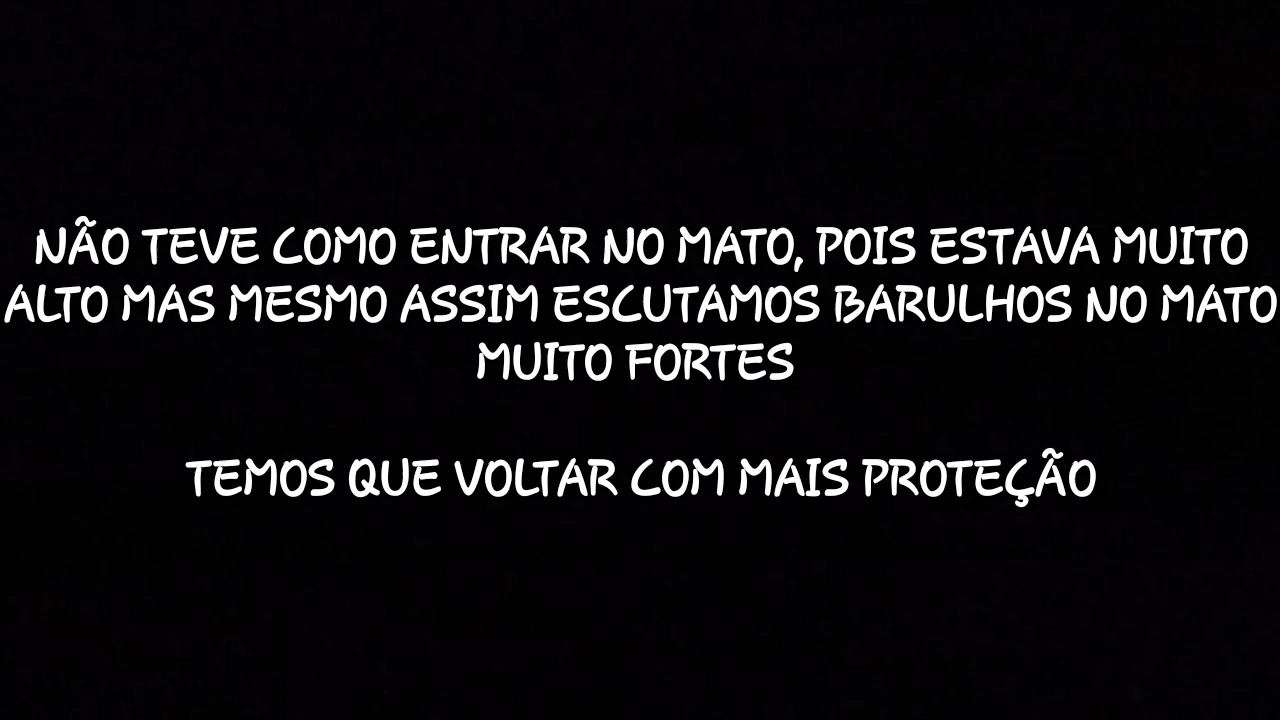 NÃO TEVE COMO ENTRAR NO MATO, POIS ESTAVA MUITO
ALTO MAS MESMO ASSIM ESCUTAMOS BARULHOS NO MATO
MUITO FORTES
TEMOS QUE VOLTAR COM MAIS PROTEÇÃO